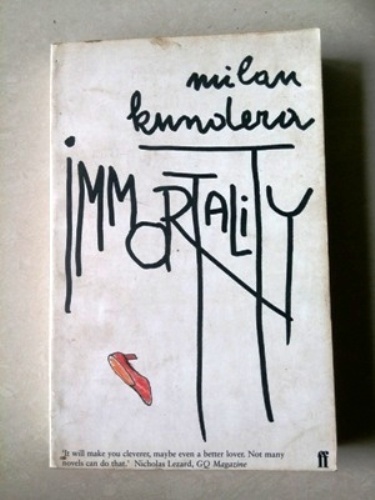 milan
kundera
iMMORTALiTY
'It will make you cleverer, maybe even a better lover. Not many
novels can do that.' Nicholas Lezard, GQ Magazine
ff